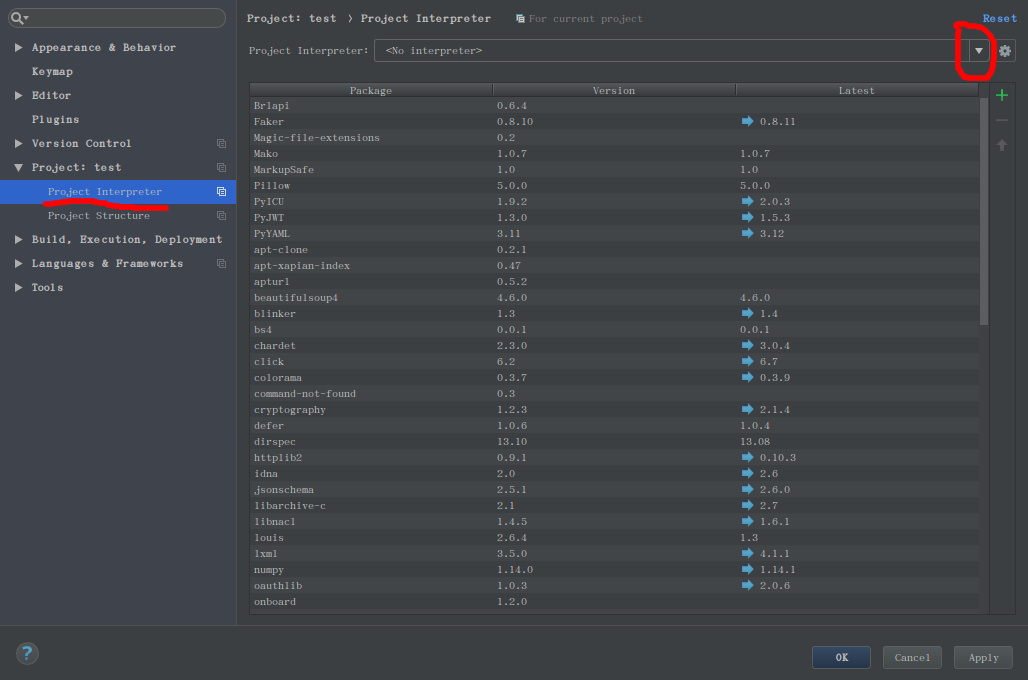 Project: test › Project Interpreter For current project Reset
Appearance & Behavior
Keymap
Editor
Plugins
Version Control
Project: test
Project Interpreter
Project Structure
Build, Execution, Deployment
Languages & Frameworks
Tools
Project Interpreter: <No interpreter>
Package Version Latest
Brlapi 0.6.4
Faker 0.8.10 0.8.11
Magic-file-extensions 0.2
Mako 1.0.7 1.0.7
MarkupSafe 1.0 1.0
Pillow 5.0.0 5.0.0
PyICU 1.9.2 2.0.3
PyJWT 1.3.0 1.5.3
PyYAML 3.11 3.12
apt-clone 0.2.1
apt-xapian-index 0.47
apturl 0.5.2
beautifulsoup4 4.6.0 4.6.0
blinker 1.3 1.4
bs4 0.0.1 0.0.1
chardet 2.3.0 3.0.4
click 6.2 6.7
colorama 0.3.7 0.3.9
command-not-found 0.3
cryptography 1.2.3 2.1.4
defer 1.0.6 1.0.4
dirspec 13.10 13.08
httplib2 0.9.1 0.10.3
idna 2.0 2.6
jsonschema 2.5.1 2.6.0
libarchive-c 2.1 2.7
libnacl 1.4.5 1.6.1
louis 2.6.4 1.3
lxml 3.5.0 4.1.1
numpy 1.14.0 1.14.1
oauthlib 1.0.3 2.0.6
onboard 1.2.0
? OK Cancel Apply